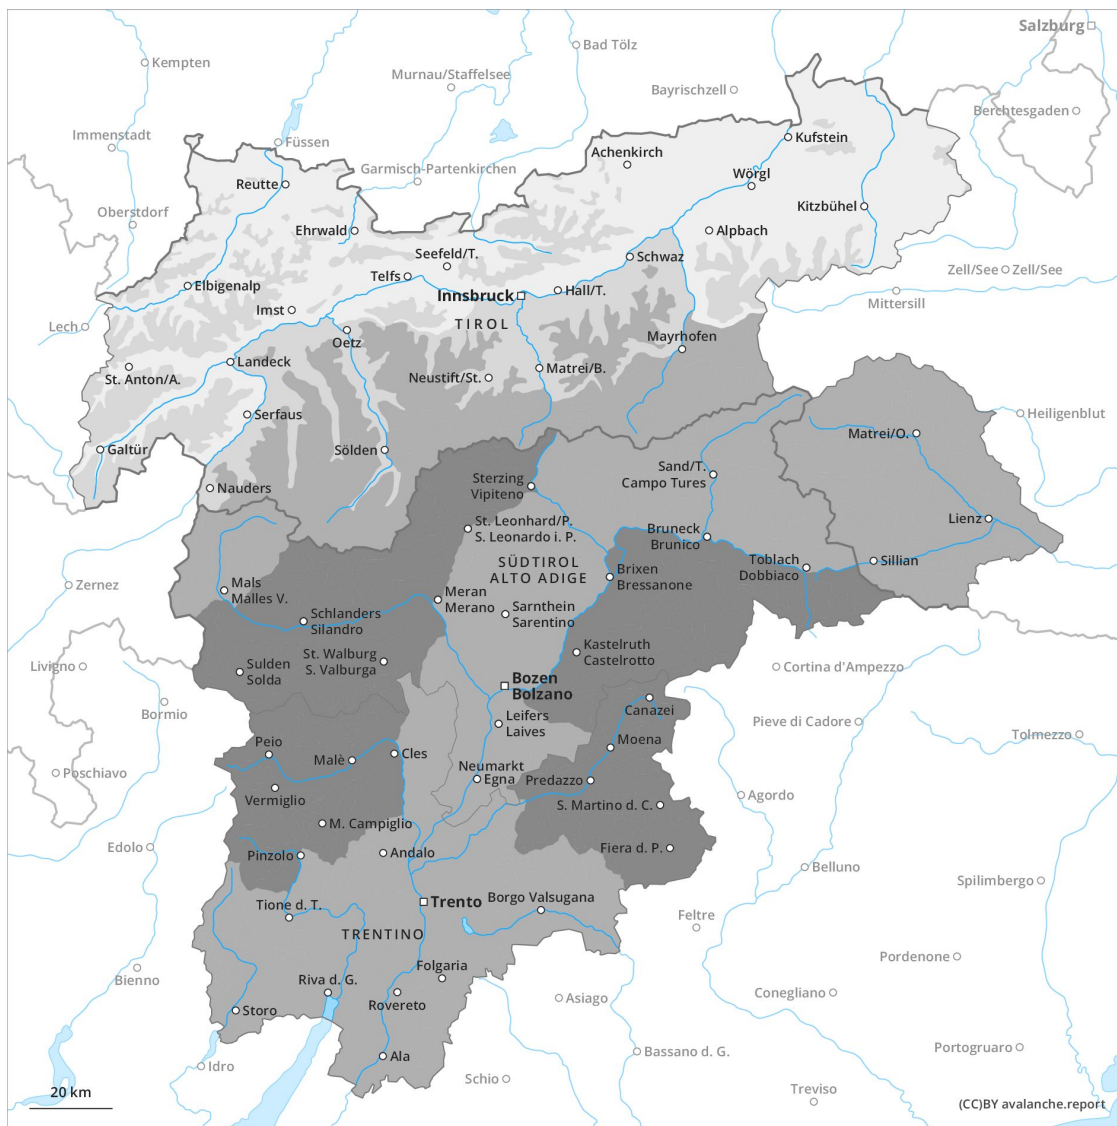 Salzburg
Bad Tölz
Kempten
Murnau/Staffelsee
Bayrischzell
Berchtesgaden
Immenstadt
Füssen
Kufstein
Achenkirch
Garmisch-Partenkirchen
Wörgl
Reutte
Kitzbühel
Oberstdorf
Ehrwald
Alpbach
Seefeld/T.
Schwaz
Telfs
Zell/See
Zell/See
Elbigenalp
Innsbruck
Hall/T.
Mittersill
Imst
TIROL
Lech
Oetz
Mayrhofen
Landeck
Matrei/B.
St. Anton/A.
Neustift/St.
Serfaus
Heiligenblut
Matrei/O.
Galtür
Sölden
Sand/T.
Campo Tures
Sterzing
Vipiteno
Nauders
Lienz
St. Leonhard/P.
S. Leonardo i. P.
Bruneck
Brunico
SÜDTIROL
ALTO ADIGE
Toblach
Dobbiaco
Sillian
Brixen
Bressanone
Zernez
Mals
Malles V.
Meran
Merano
Sarnthein
Sarentino
Schlanders
Silandro
Kastelruth
Castelrotto
St. Walburg
S. Valburga
Livigno
Sulden
Solda
Cortina d'Ampezzo
Bozen
Bolzano
Bormio
Canazei
Leifers
Laives
Pieve di Cadore
Tolmezzo
Peio
Moena
Malè
Cles
Poschiavo
Neumarkt
Egna
Predazzo
Vermiglio
Agordo
S. Martino d. C.
M. Campiglio
Edolo
Fiera d. P.
Pinzolo
Andalo
Belluno
Spilimbergo
Trento
Borgo Valsugana
Tione d. T.
Feltre
TRENTINO
Pordenone
Folgaria
Bienno
Riva d. G.
Conegliano
Rovereto
Asiago
Storo
Portogruaro
Bassano d. G.
Ala
Idro
Schio
Treviso
20 km
(CC)BY avalanche.report